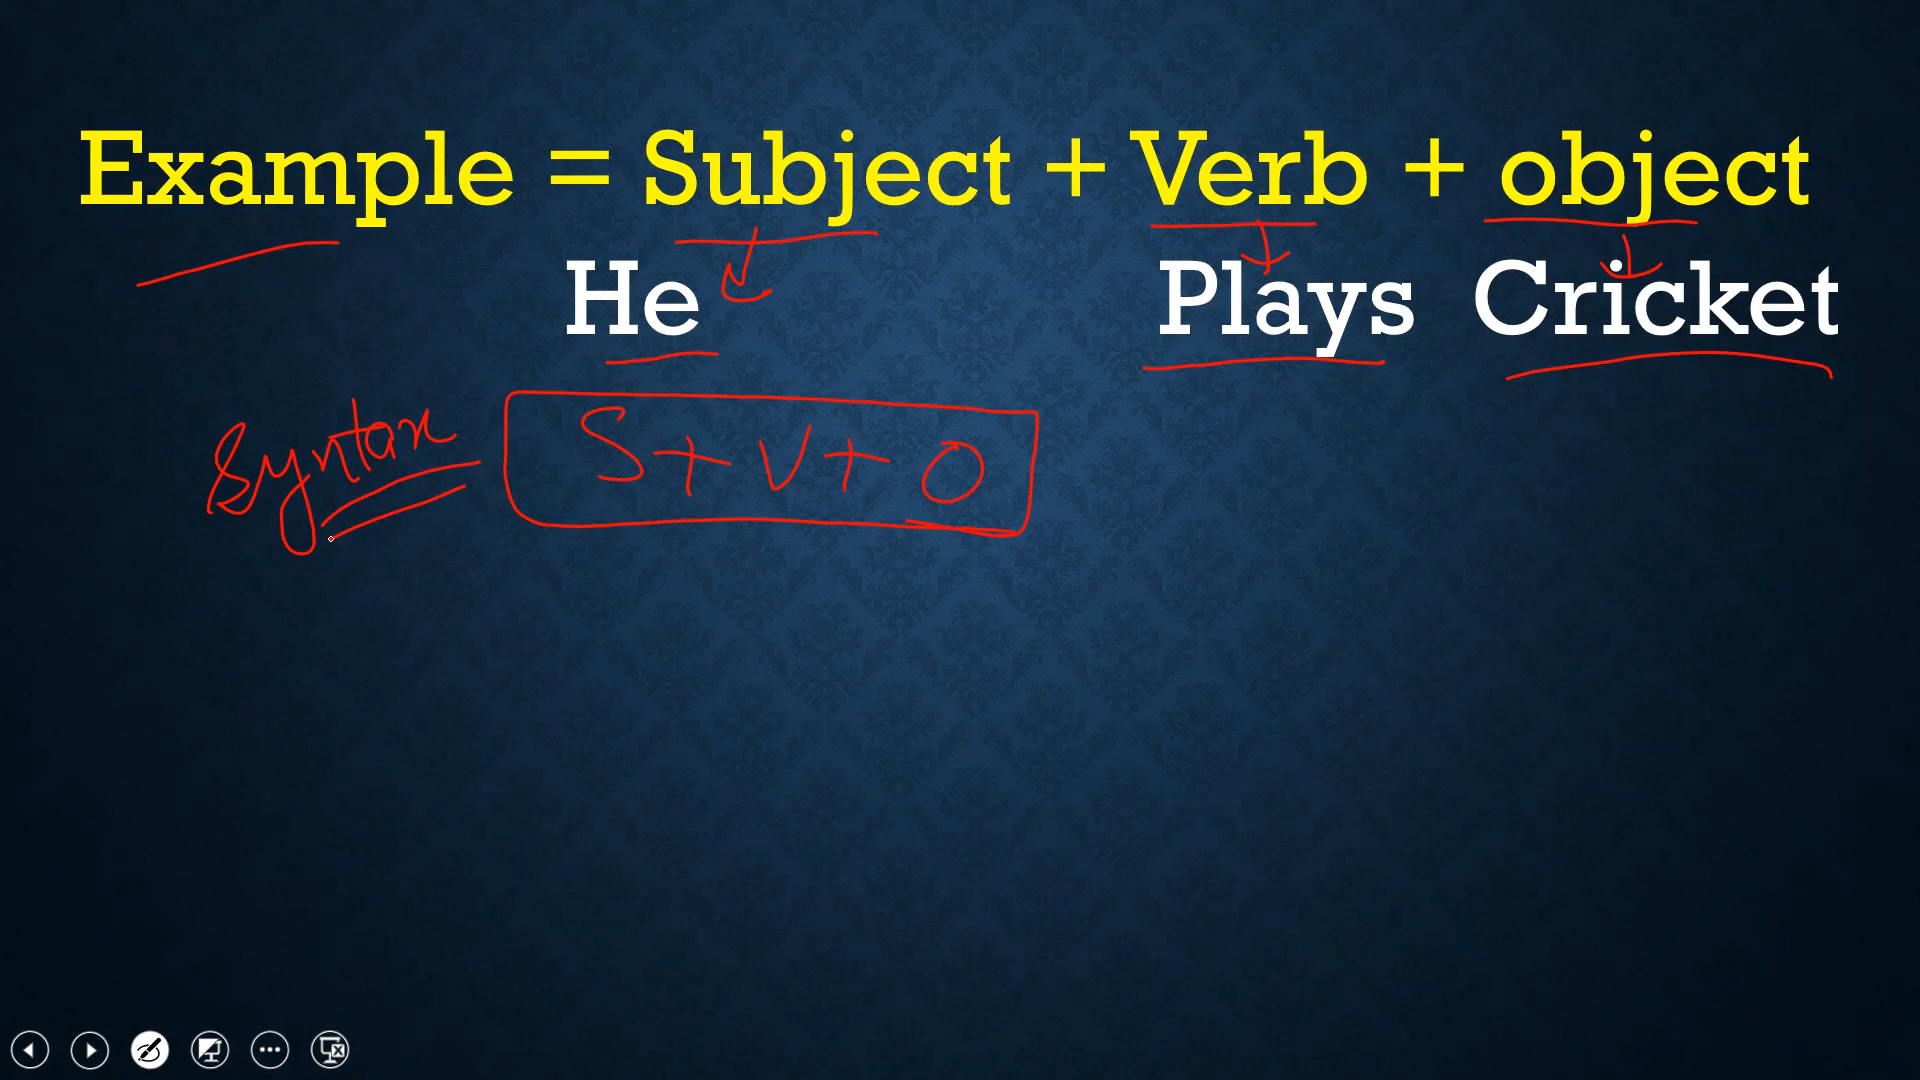 Example = Subject + Verb + object
He Plays Cricket
Syntax S+V+O